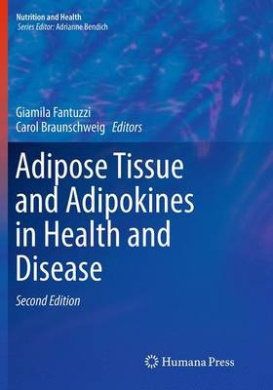 Nutrition and Health
Series Editor: Adrianne Bendich
Giamila Fantuzzi
Carol Braunschweig Editors
Adipose Tissue
and Adipokines
in Health and
Disease
Second Edition
Humana Press